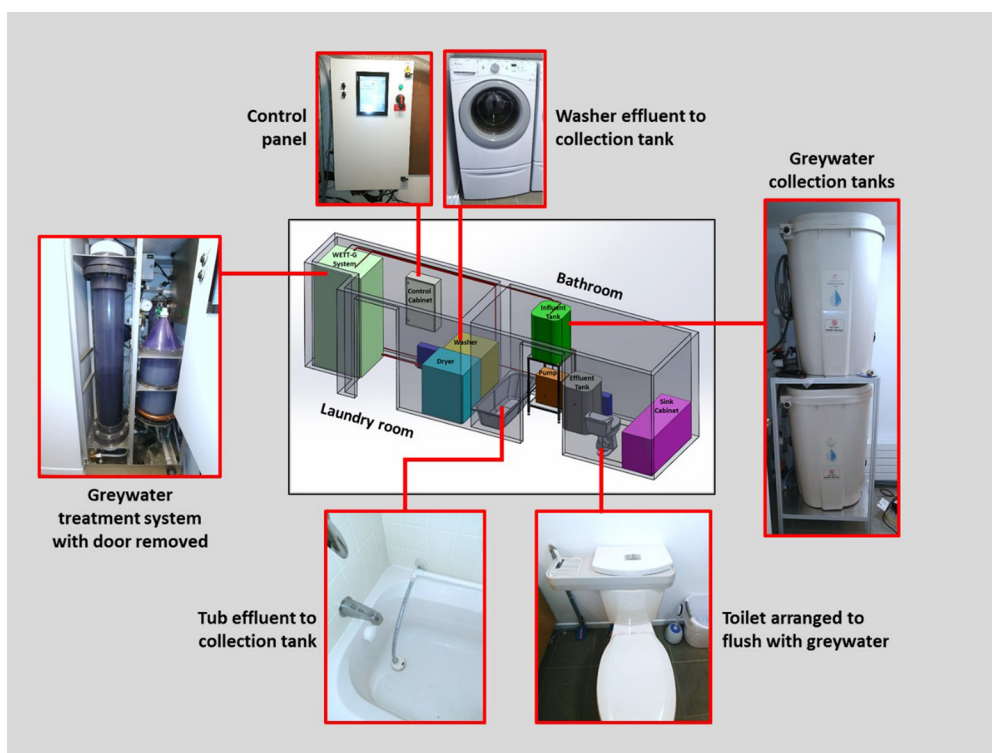 Control
panel
Washer effluent to
collection tank
Greywater
collection tanks
WETT-G
System
Control
Cabinet
Bathroom
Influent
Tank
Washer
Dryer
Pump
Effluent
Tank
Sink
Cabinet
Laundry room
Greywater
treatment system
with door removed
Tub effluent to
collection tank
Toilet arranged to
flush with greywater